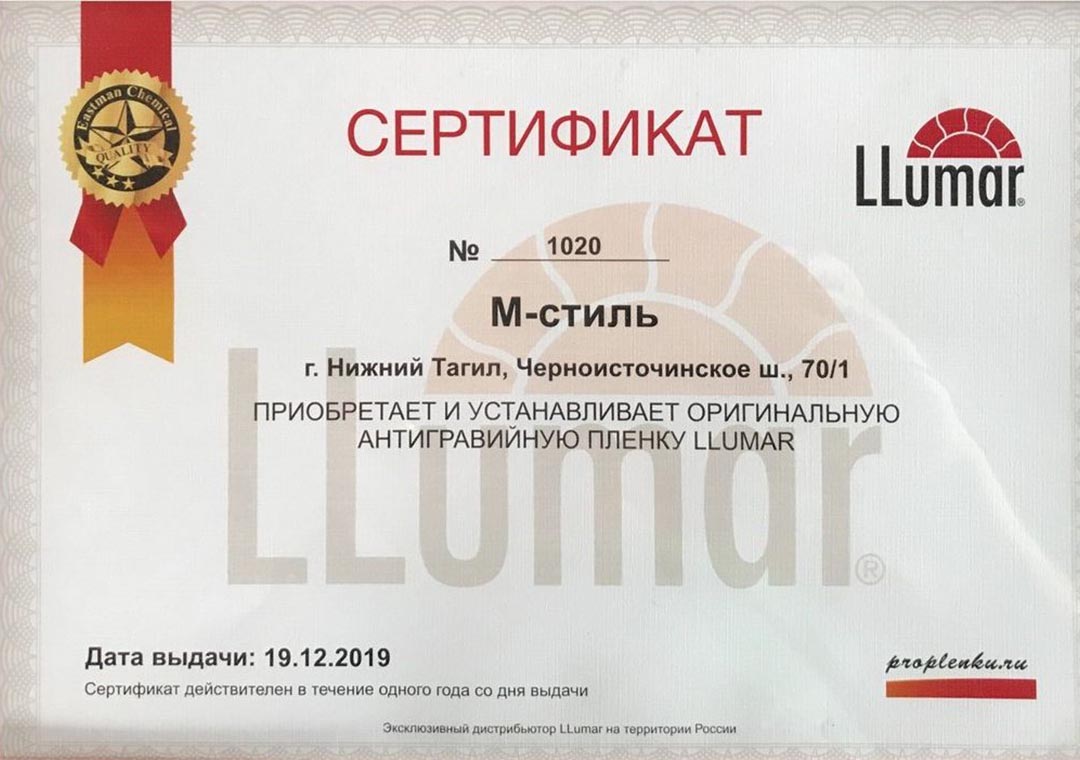 Eastman Chemical
QUALITY
СЕРТИФИКАТ
LLumar®
№ 1020
М-стиль
г. Нижний Тагил, Черноисточинское ш., 70/1
ПРИОБРЕТАЕТ И УСТАНАВЛИВАЕТ ОРИГИНАЛЬНУЮ
АНТИГРАВИЙНУЮ ПЛЕНКУ LLUMAR
LLumar®
Дата выдачи: 19.12.2019
Сертификат действителен в течение одного года со дня выдачи
proplenku.ru
Эксклюзивный дистрибьютор LLumar на территории России